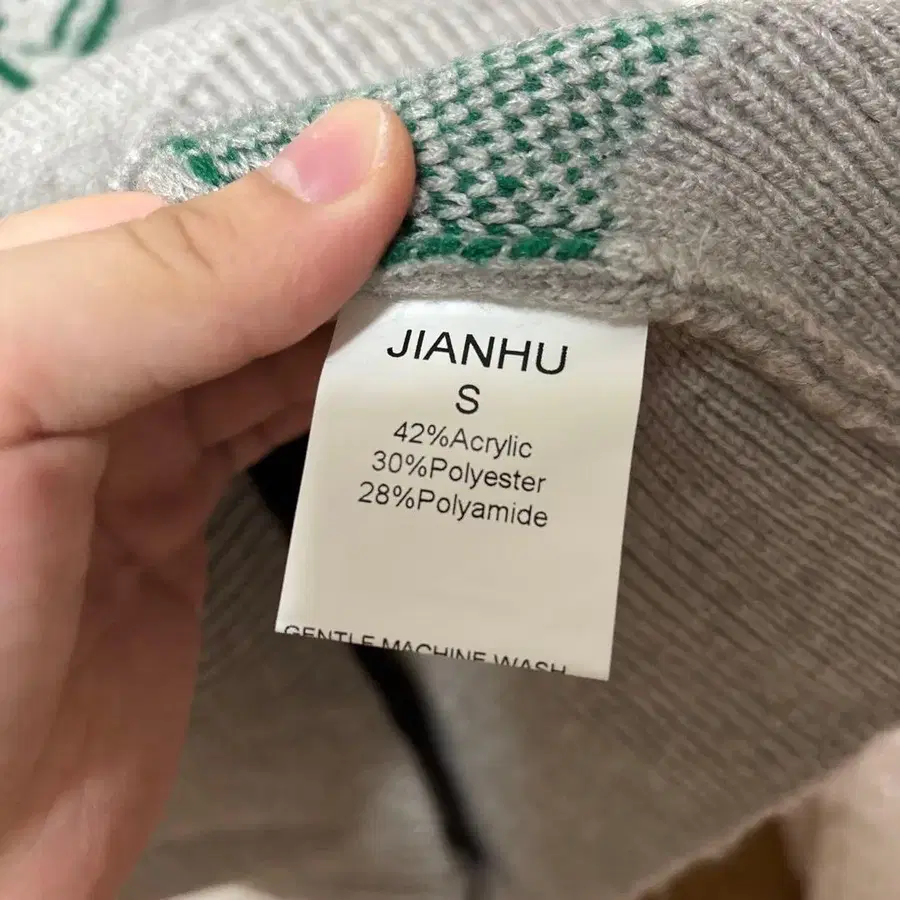 JIANHU
S
42%Acrylic
30%Polyester
28%Polyamide
GENTLE MACHINE WASH